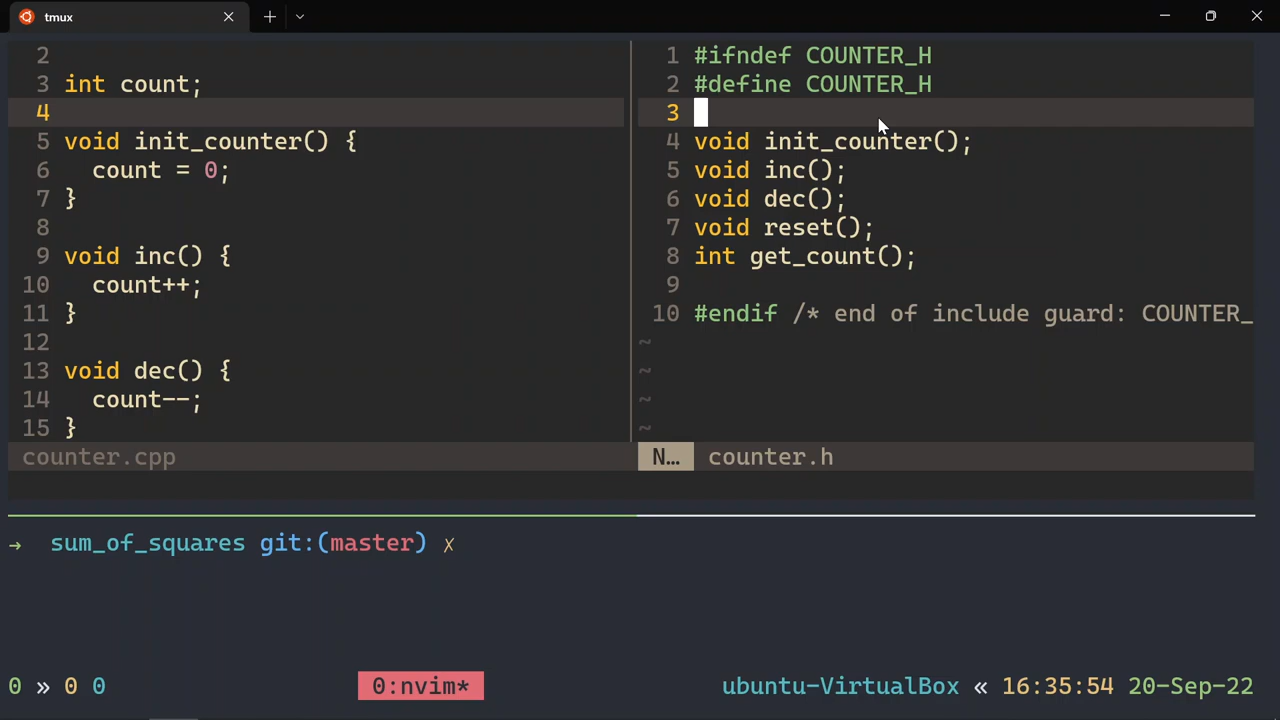 tmux
2
3 int count;
4
5 void init_counter() {
6 count = 0;
7 }
8
9 void inc() {
10 count++;
11 }
12
13 void dec() {
14 count--;
15 }
counter.cpp
1 #ifndef COUNTER_H
2 #define COUNTER_H
3
4 void init_counter();
5 void inc();
6 void dec();
7 void reset();
8 int get_count();
9
10 #endif /* end of include guard: COUNTER_
~
~
~
~
N… counter.h
→ sum_of_squares git:(master) ✗
0 » 0 0 0:nvim* ubuntu-VirtualBox « 16:35:54 20-Sep-22